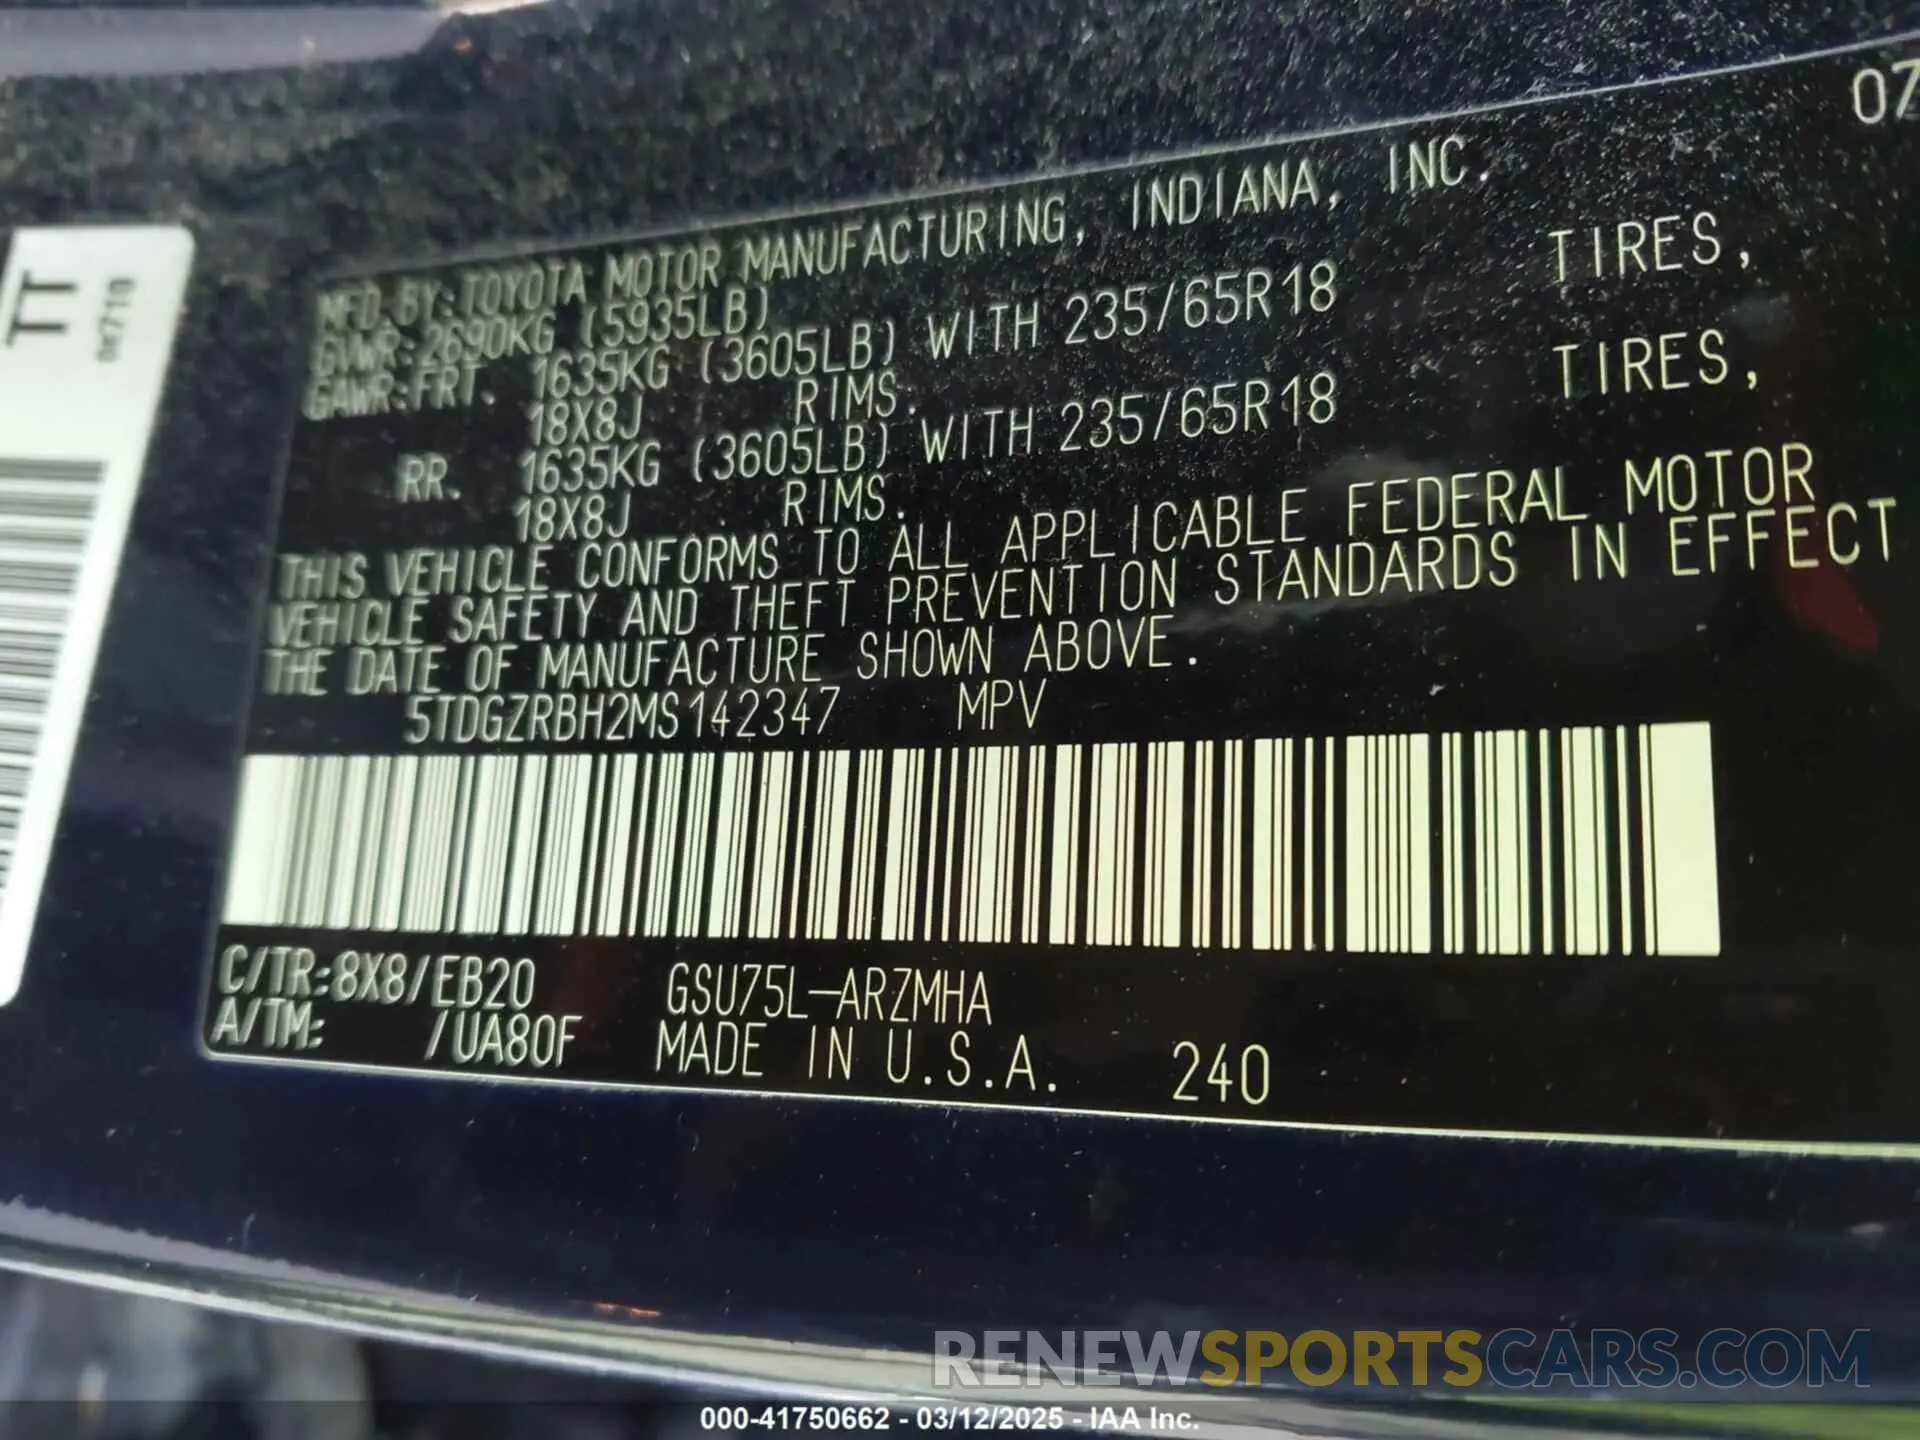 07
MFD. BY: TOYOTA MOTOR MANUFACTURING, INDIANA, INC.
GVWR: 2690KG (5935LB)
GAWR: FRT. 1635KG (3605LB) WITH 235/65R18 TIRES,
18X8J RIMS.
RR. 1635KG (3605LB) WITH 235/65R18 TIRES,
18X8J RIMS.
THIS VEHICLE CONFORMS TO ALL APPLICABLE FEDERAL MOTOR
VEHICLE SAFETY AND THEFT PREVENTION STANDARDS IN EFFECT
THE DATE OF MANUFACTURE SHOWN ABOVE.
5TDGZRBH2MS142347 MPV
C/TR: 8X8/EB20 GSU75L-ARZMHA
A/TM: /UA80F MADE IN U.S.A. 240
TT
RENEWSPORTSCARS.COM
000-41750662 - 03/12/2025 - IAA Inc.